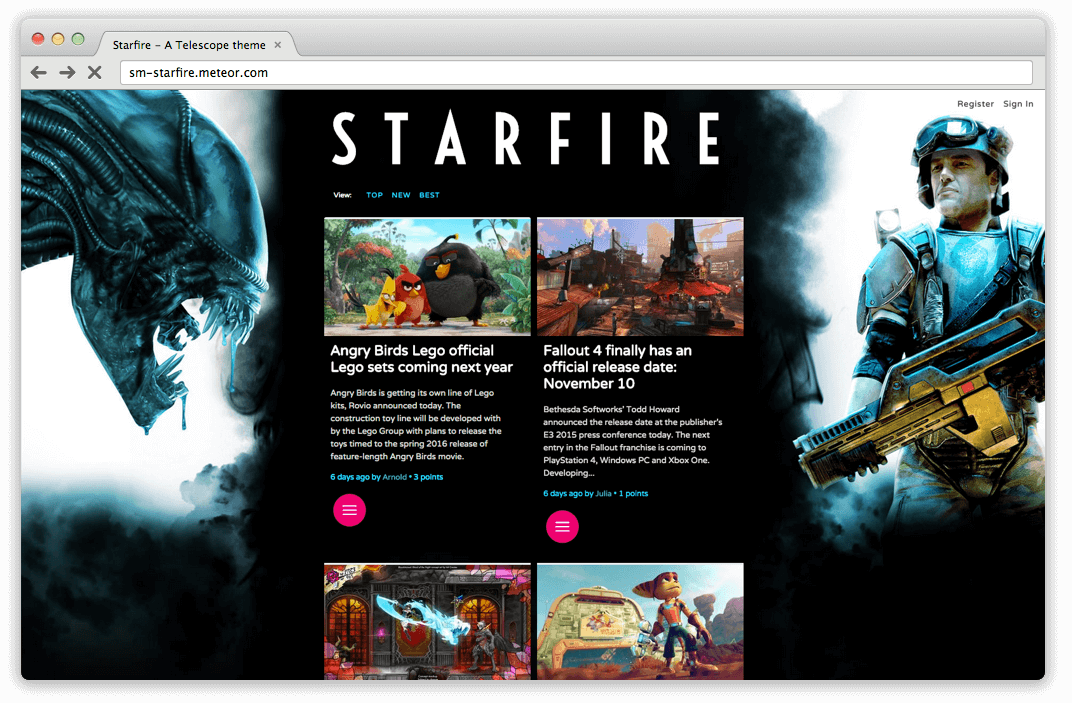 Starfire – A Telescope theme
sm-starfire.meteor.com
Register Sign In
STARFIRE
View: TOP NEW BEST
Angry Birds Lego official
Lego sets coming next year
Angry Birds is getting its own line of Lego
kits, Rovio announced today. The
construction toy line will be developed with
by the Lego Group with plans to release the
toys timed to the spring 2016 release of
feature-length Angry Birds movie.
6 days ago by Arnold • 3 points
Fallout 4 finally has an
official release date:
November 10
Bethesda Softworks' Todd Howard
announced the release date at the publisher's
E3 2015 press conference today. The next
entry in the Fallout franchise is coming to
PlayStation 4, Windows PC and Xbox One.
Developing...
6 days ago by Julia • 1 points